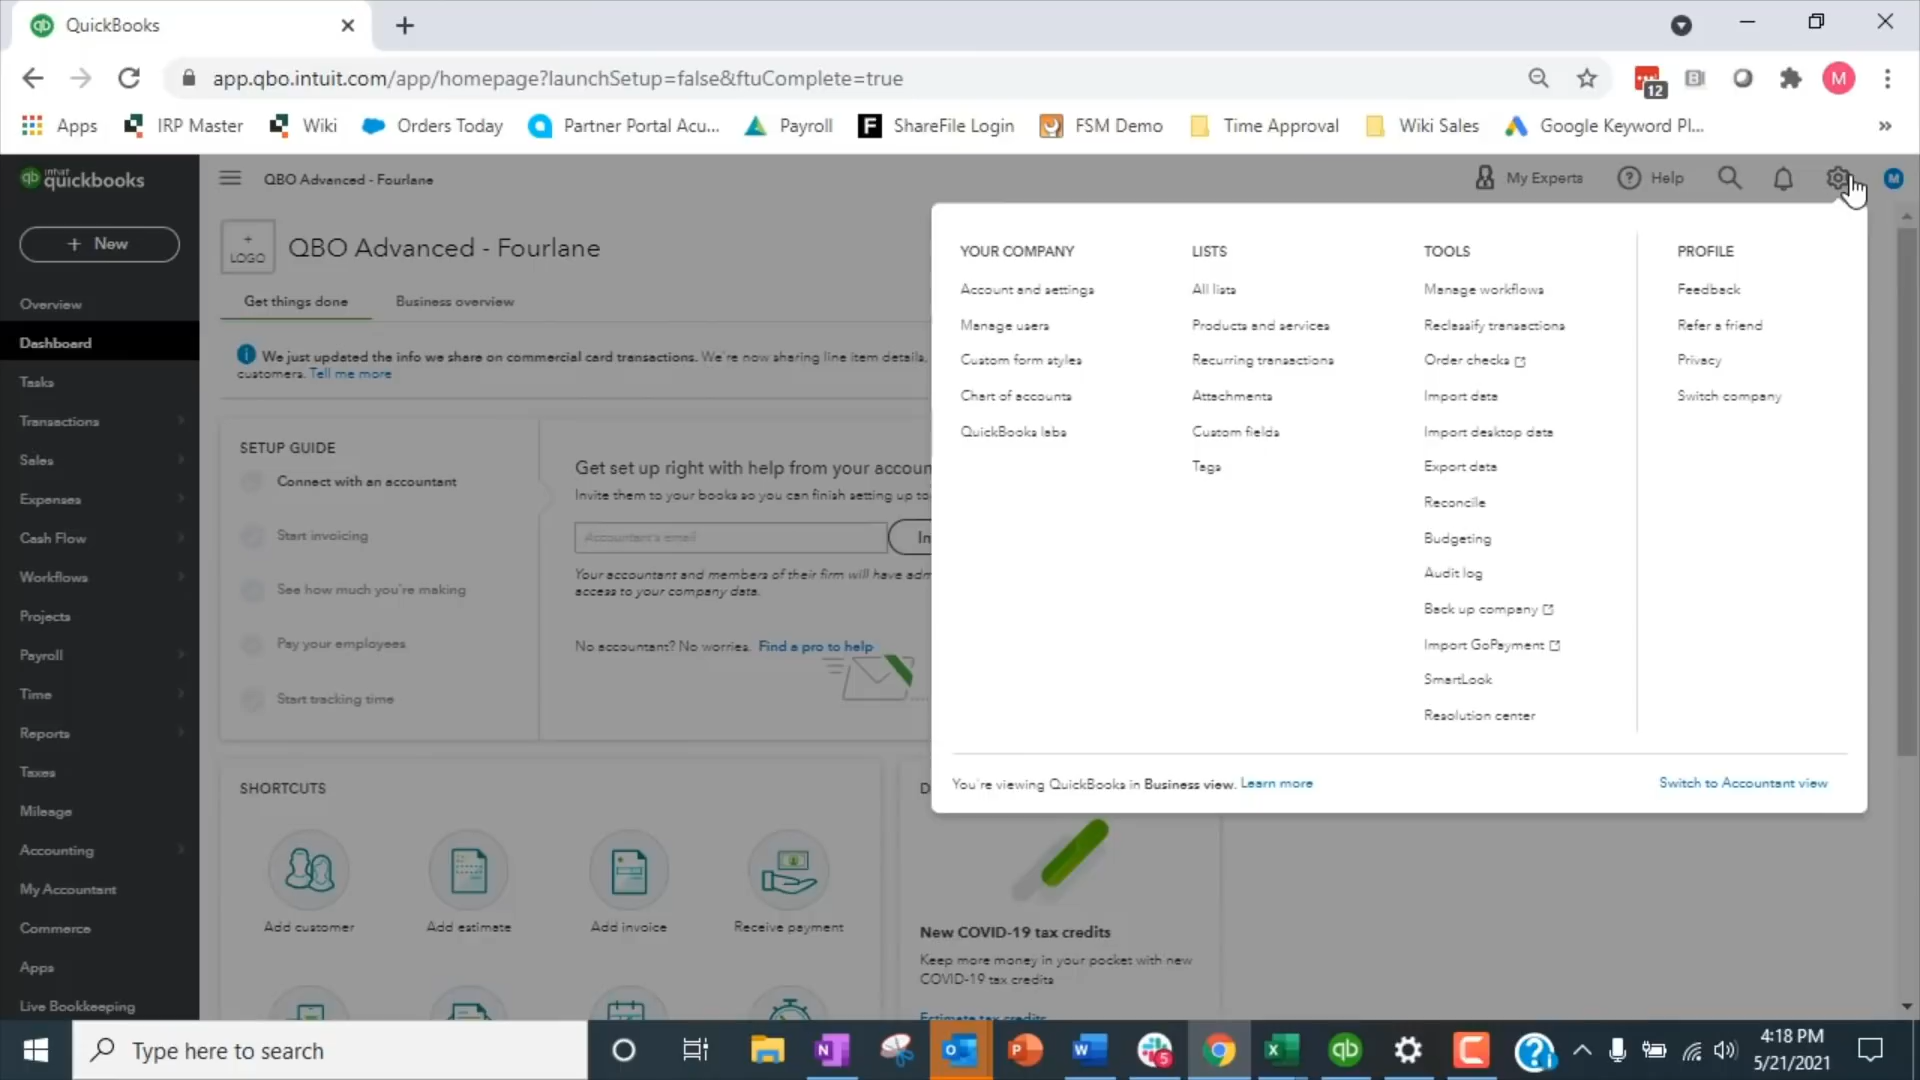 QuickBooks
app.qbo.intuit.com/app/homepage?launchSetup=false&ftuComplete=true
12
M
Apps
IRP Master
Wiki
Orders Today
Partner Portal Acu...
Payroll
ShareFile Login
FSM Demo
Time Approval
Wiki Sales
Google Keyword Pl...
»
qb intuit quickbooks
QBO Advanced - Fourlane
My Experts
Help
M
+ New
Overview
Dashboard
Tasks
Transactions
Sales
Expenses
Cash Flow
Workflows
Projects
Payroll
Time
Reports
Taxes
Mileage
Accounting
My Accountant
Commerce
Apps
Live Bookkeeping
+
LOGO
QBO Advanced - Fourlane
Get things done
Business overview
We just updated the info we share on commercial card transactions. We're now sharing line item details,
customers. Tell me more
SETUP GUIDE
Connect with an accountant
Start invoicing
See how much you're making
Pay your employees
Start tracking time
Get set up right with help from your accoun
Invite them to your books so you can finish setting up to
Accountant's email
In
Your accountant and members of their firm will have adm
access to your company data.
No accountant? No worries. Find a pro to help
SHORTCUTS
Add customer
Add estimate
Add invoice
Receive payment
D
New COVID-19 tax credits
Keep more money in your pocket with new
COVID-19 tax credits
Estimate tax credits
YOUR COMPANY
Account and settings
Manage users
Custom form styles
Chart of accounts
QuickBooks labs
LISTS
All lists
Products and services
Recurring transactions
Attachments
Custom fields
Tags
TOOLS
Manage workflows
Reclassify transactions
Order checks
Import data
Import desktop data
Export data
Reconcile
Budgeting
Audit log
Back up company
Import GoPayment
SmartLook
Resolution center
PROFILE
Feedback
Refer a friend
Privacy
Switch company
You're viewing QuickBooks in Business view. Learn more
Switch to Accountant view
Type here to search
5
4:18 PM
5/21/2021